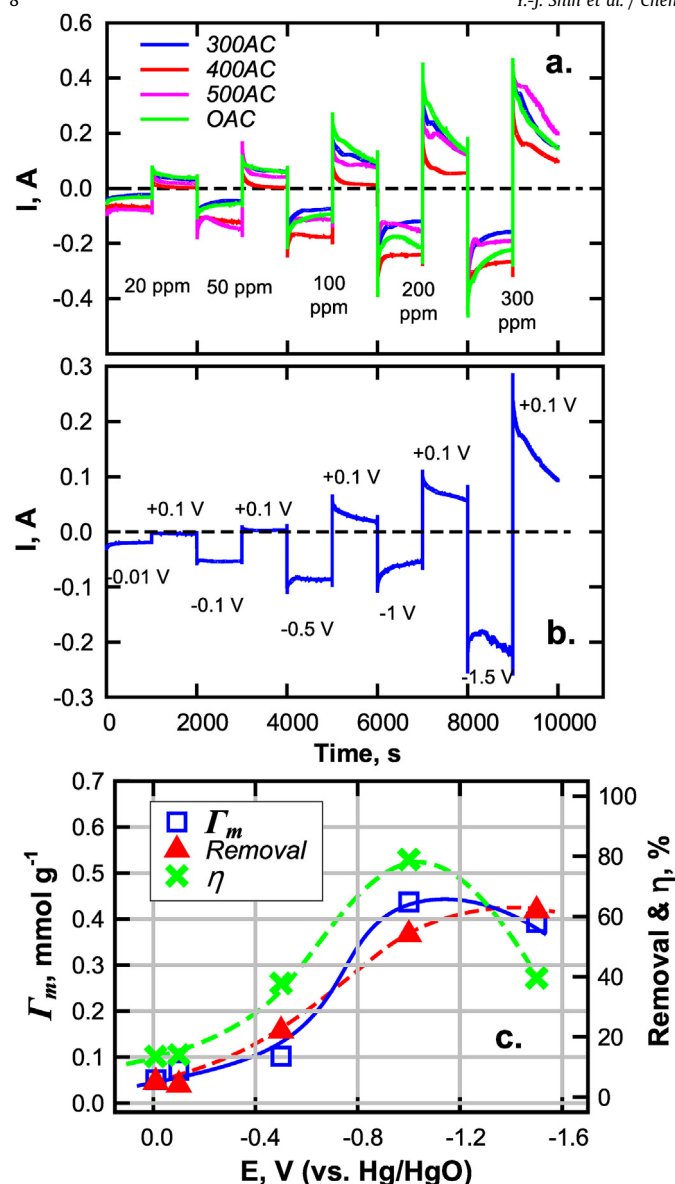 8
Y.-J. Shin et al. / Chem
0.6
0.4
0.2
0.0
-0.2
-0.4
I, A
300AC
400AC
500AC
OAC
a.
20 ppm
50 ppm
100
ppm
200
ppm
300
ppm
0.3
0.2
0.1
0.0
-0.1
-0.2
-0.3
I, A
+0.1 V
+0.1 V
+0.1 V
+0.1 V
+0.1 V
-0.01 V
-0.1 V
-0.5 V
-1 V
-1.5 V
b.
0 2000 4000 6000 8000 10000
Time, s
0.7
0.6
0.5
0.4
0.3
0.2
0.1
0.0
Γm, mmol g-1
Γm
Removal
η
100
80
60
40
20
0
Removal & η, %
c.
0.0 -0.4 -0.8 -1.2 -1.6
E, V (vs. Hg/HgO)